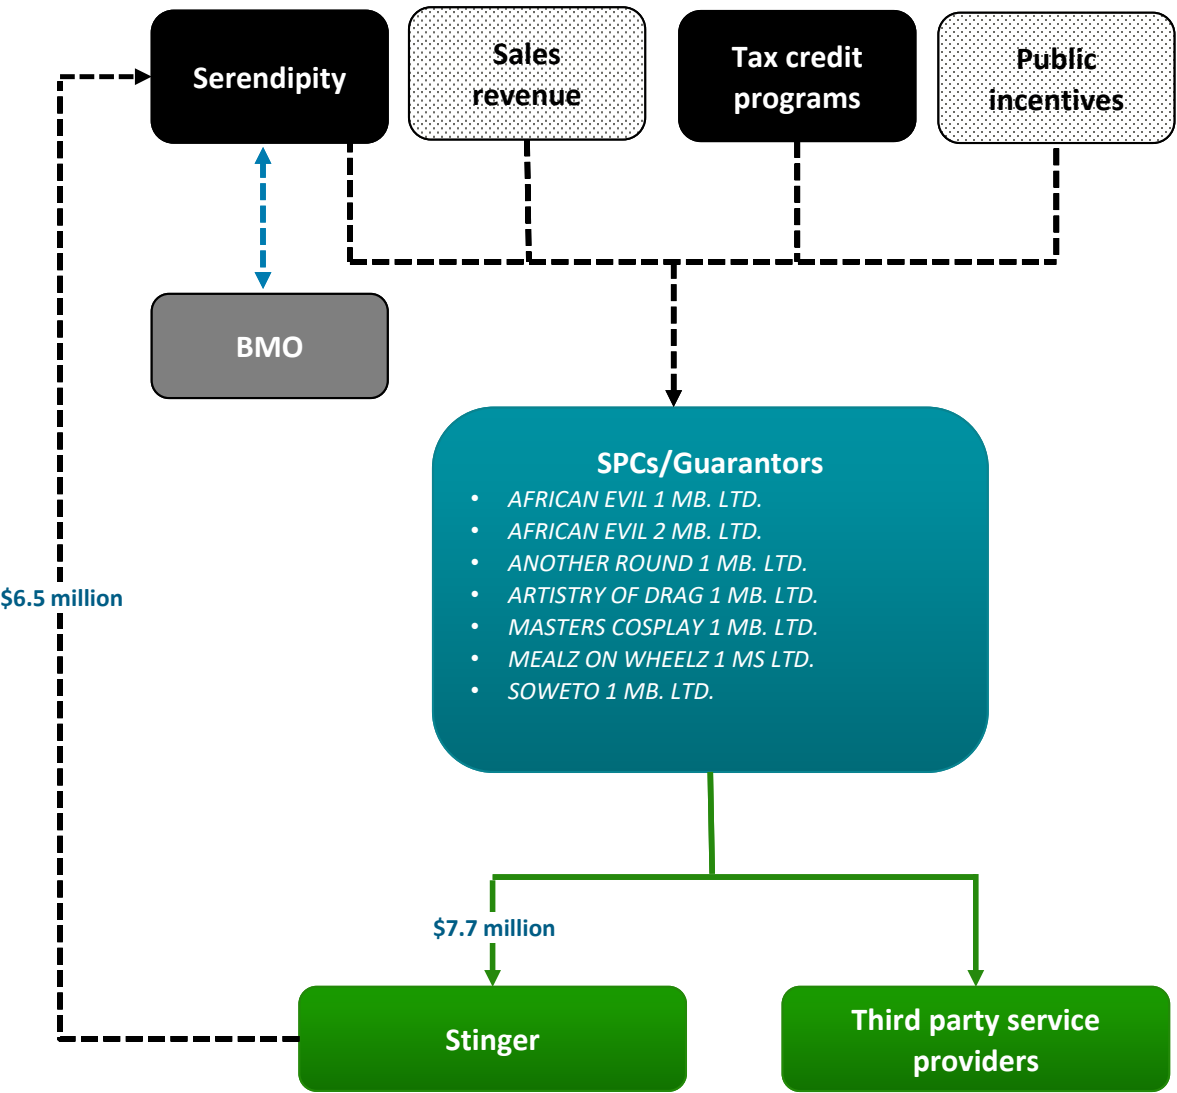 Serendipity
Sales
revenue
Tax credit
programs
Public
incentives
BMO
SPCs/Guarantors
• AFRICAN EVIL 1 MB. LTD.
• AFRICAN EVIL 2 MB. LTD.
• ANOTHER ROUND 1 MB. LTD.
• ARTISTRY OF DRAG 1 MB. LTD.
• MASTERS COSPLAY 1 MB. LTD.
• MEALZ ON WHEELZ 1 MS LTD.
• SOWETO 1 MB. LTD.
$6.5 million
$7.7 million
Stinger
Third party service
providers